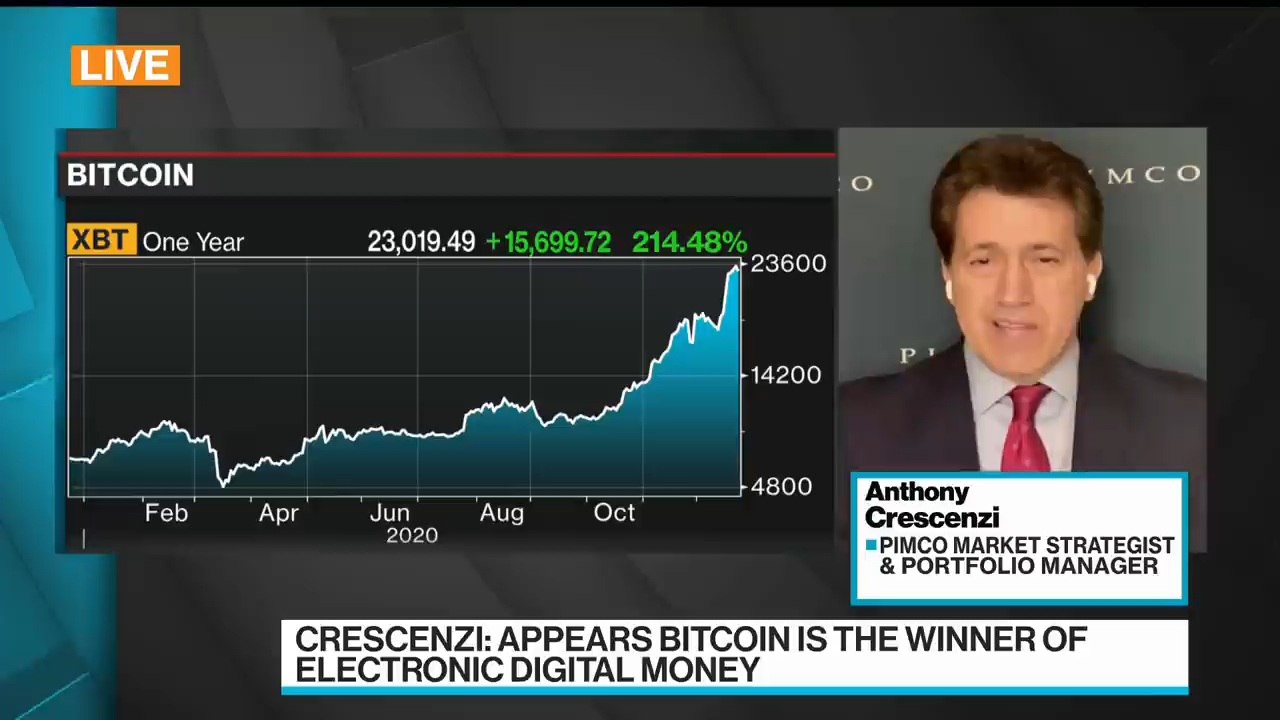 LIVE
BITCOIN
XBT One Year 23,019.49 +15,699.72 214.48%
23600
14200
4800
Feb Apr Jun Aug Oct
2020
O
MCO
P
Anthony
Crescenzi
PIMCO MARKET STRATEGIST
& PORTFOLIO MANAGER
CRESCENZI: APPEARS BITCOIN IS THE WINNER OF
ELECTRONIC DIGITAL MONEY